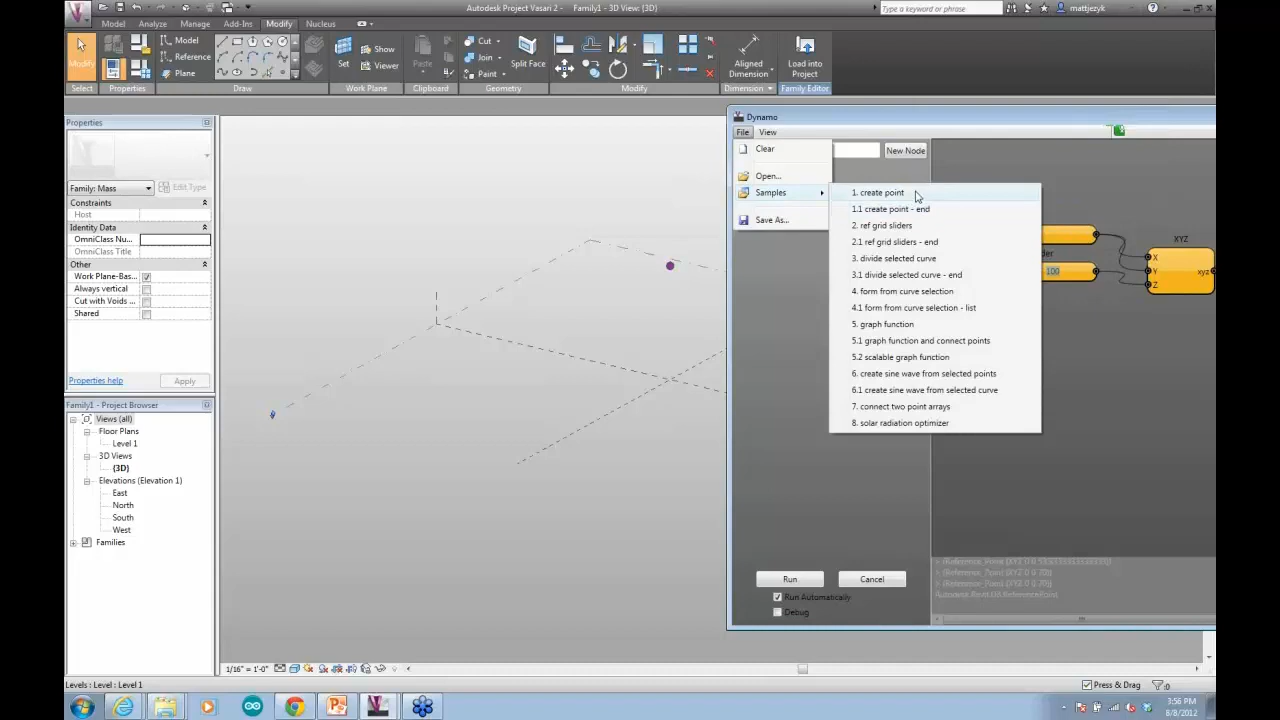 Autodesk Project Vasari 2 - Family1 - 3D View: {3D}
Type a keyword or phrase
mattjezyk
Model
Analyze
Manage
Add-Ins
Modify
Nucleus
Modify
Model
Reference
Plane
Set
Show
Viewer
Paste
Cut
Join
Paint
Split Face
Aligned Dimension
Load into Project
Select
Properties
Draw
Work Plane
Clipboard
Geometry
Modify
Dimension
Family Editor
Properties
Family: Mass
Edit Type
Constraints
Host
Identity Data
OmniClass Nu...
OmniClass Title
Other
Work Plane-Bas...
Always vertical
Cut with Voids ...
Shared
Properties help
Apply
Family1 - Project Browser
Views (all)
Floor Plans
Level 1
3D Views
{3D}
Elevations (Elevation 1)
East
North
South
West
Families
Dynamo
File
View
New Node
Clear
Open...
Samples
Save As...
1. create point
1.1 create point - end
2. ref grid sliders
2.1 ref grid sliders - end
3. divide selected curve
3.1 divide selected curve - end
4. form from curve selection
4.1 form from curve selection - list
5. graph function
5.1 graph function and connect points
5.2 scalable graph function
6. create sine wave from selected points
6.1 create sine wave from selected curve
7. connect two point arrays
8. solar radiation optimizer
100
XYZ
X
Y
Z
xyz
Run
Cancel
Run Automatically
Debug
1/16" = 1'-0"
Levels : Level : Level 1
Press & Drag
:0
3:56 PM
8/8/2012